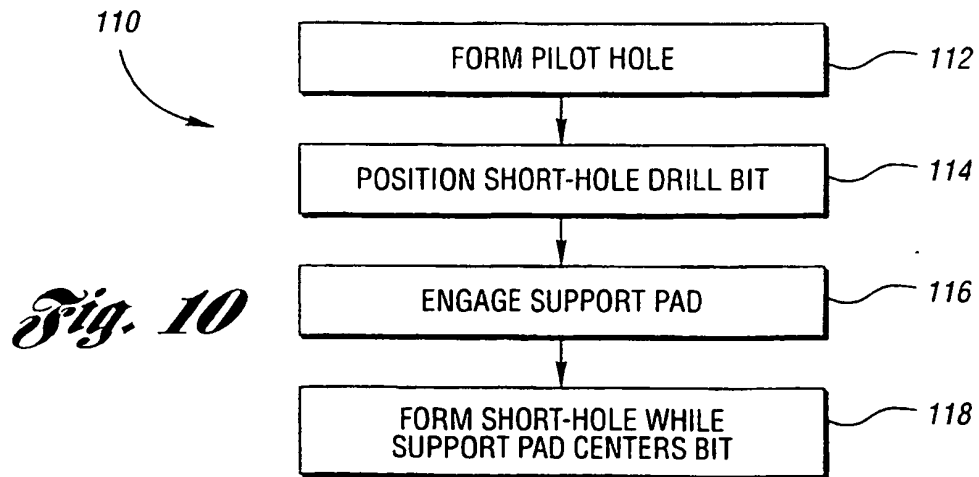 110
FORM PILOT HOLE
112
POSITION SHORT-HOLE DRILL BIT
114
ENGAGE SUPPORT PAD
116
Fig. 10
FORM SHORT-HOLE WHILE
SUPPORT PAD CENTERS BIT
118